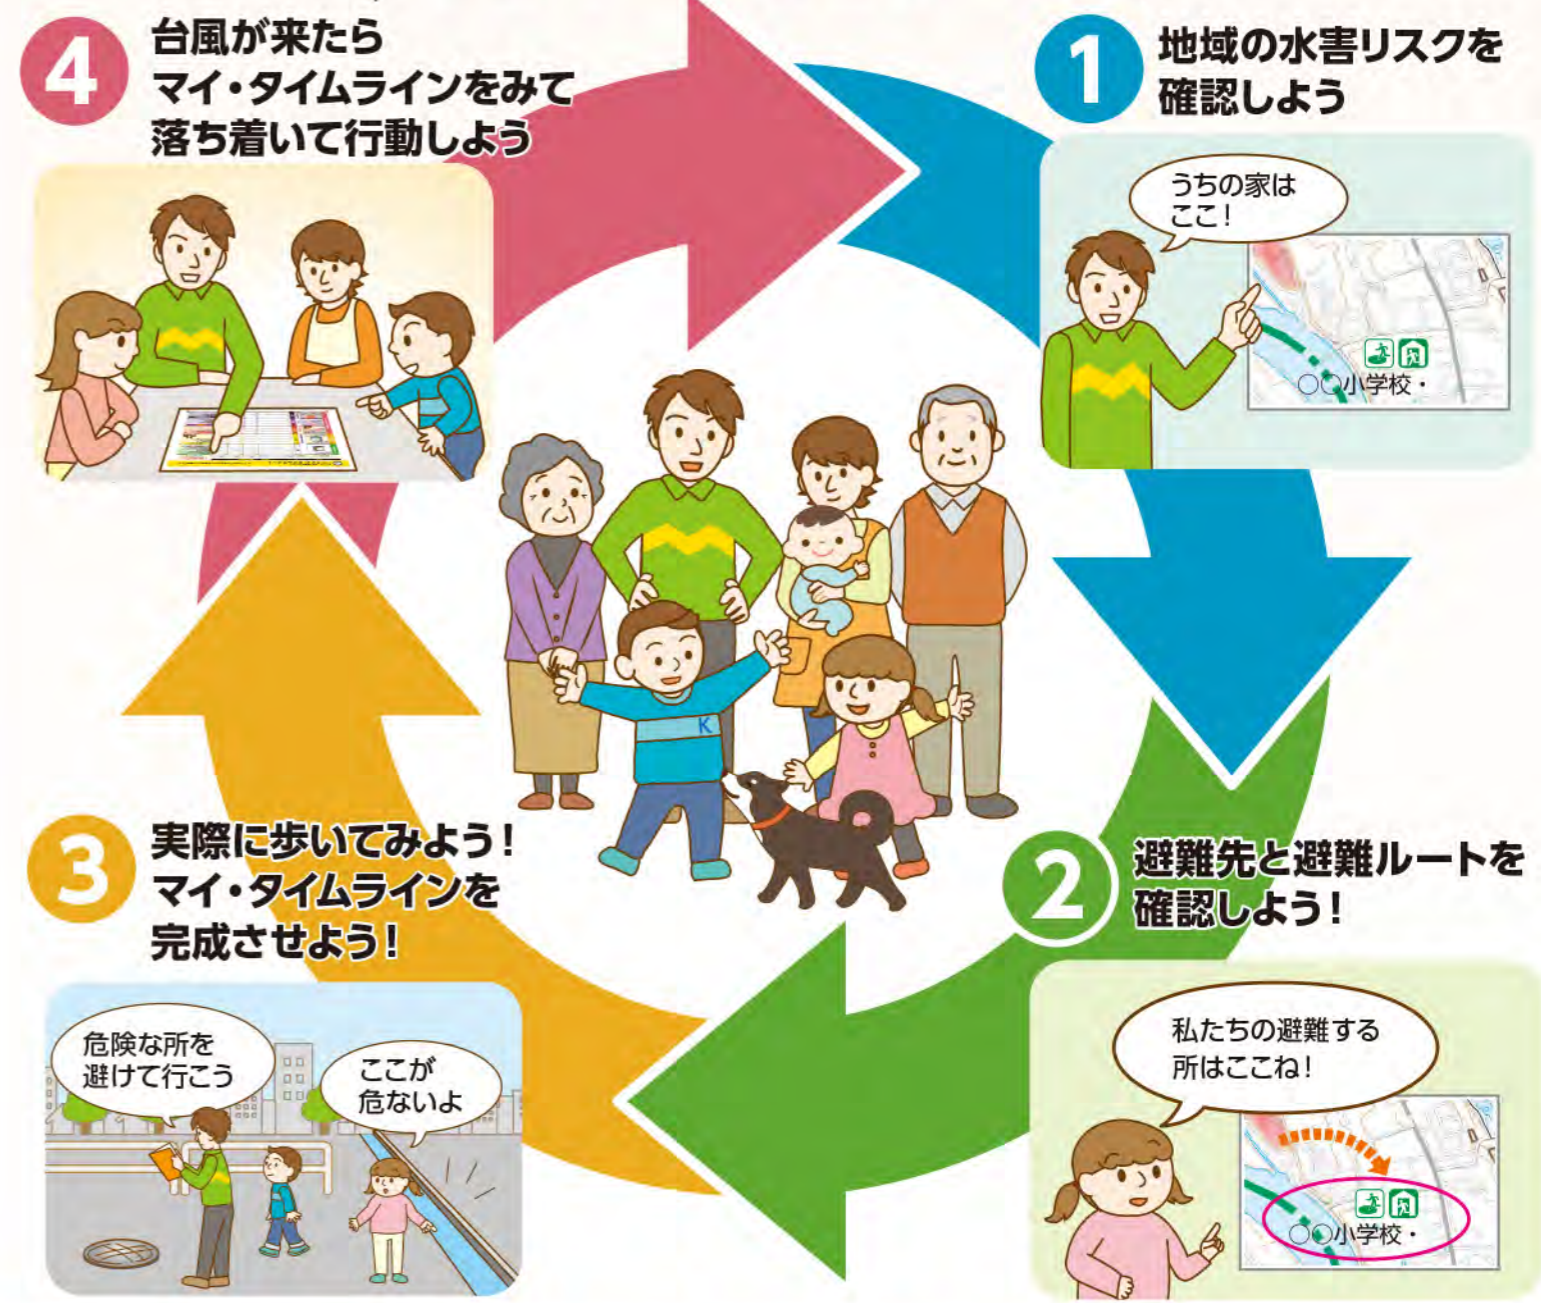 1
地域の水害リスクを
確認しよう
うちの家は
ここ!
○○小学校・
2
避難先と避難ルートを
確認しよう!
私たちの避難する
所はここね!
○○小学校・
3
実際に歩いてみよう!
マイ・タイムラインを
完成させよう!
危険な所を
避けて行こう
ここが
危ないよ
4
台風が来たら
マイ・タイムラインをみて
落ち着いて行動しよう
K